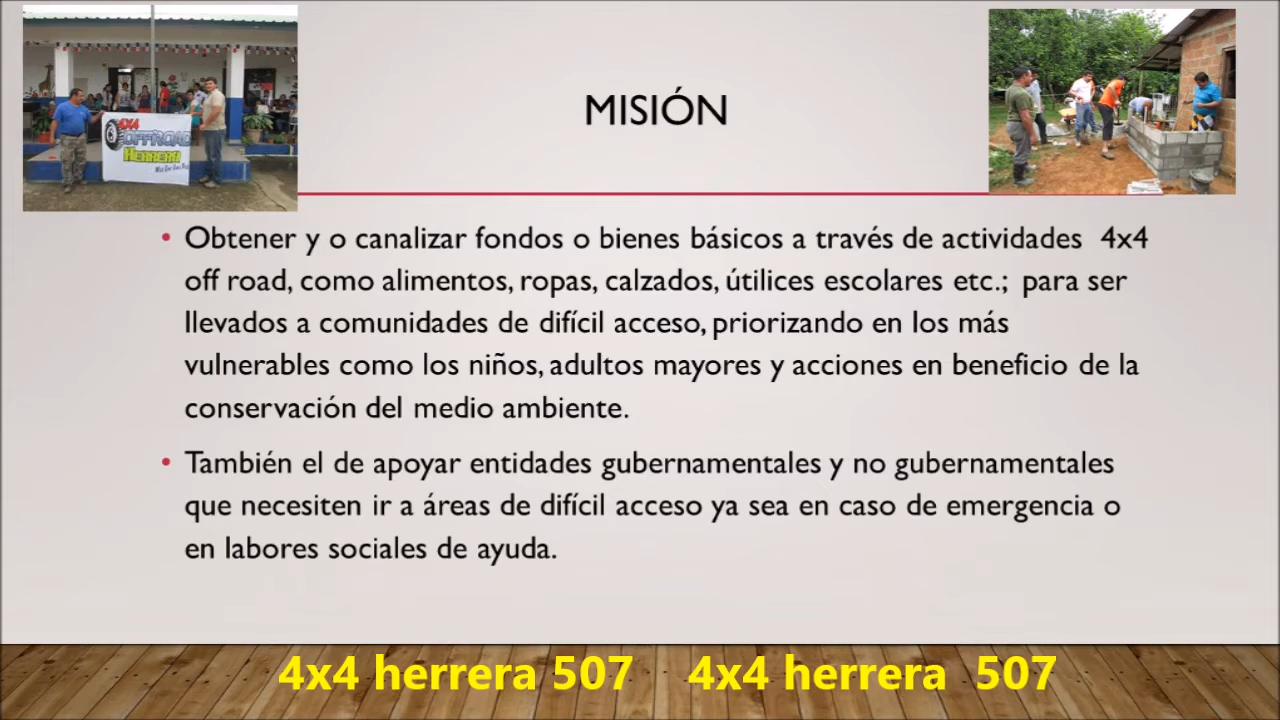 MISIÓN
4X4
OFFROAD
HERRERA
• Obtener y o canalizar fondos o bienes básicos a través de actividades 4x4
off road, como alimentos, ropas, calzados, útilices escolares etc.; para ser
llevados a comunidades de difícil acceso, priorizando en los más
vulnerables como los niños, adultos mayores y acciones en beneficio de la
conservación del medio ambiente.
• También el de apoyar entidades gubernamentales y no gubernamentales
que necesiten ir a áreas de difícil acceso ya sea en caso de emergencia o
en labores sociales de ayuda.
4x4 herrera 507 4x4 herrera 507